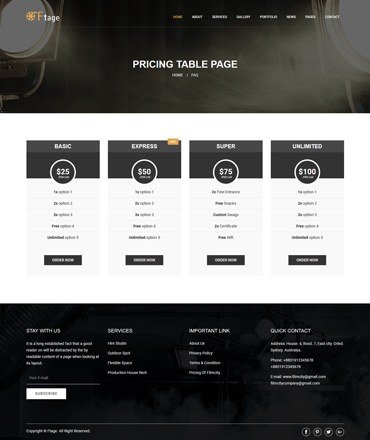 Ftage
HOME ABOUT SERVICES GALLERY PORTFOLIO NEWS PAGES CONTACT
PRICING TABLE PAGE
HOME / FAQ
BASIC
$25
1x option 1
2x option 2
3x option 3
Free option 4
Unlimited option 5
ORDER NOW
EXPRESS
$50
1x option 1
2x option 2
3x option 3
Free option 4
Unlimited option 5
ORDER NOW
SUPER
$75
2x Free Entrance
Free Snacks
Custom Swags
2x Certificate
Free Wifi
ORDER NOW
UNLIMITED
$100
1x option 1
2x option 2
3x option 3
Free option 4
Unlimited option 5
ORDER NOW
STAY WITH US
It is a long established fact that a good
reader on will be distracted by the by
readable content of a page when looking at
its layout.
Your E-mail
SUBSCRIBE
SERVICES
Hire Studio
Outdoor Spot
Flexible Space
Production House Rent
IMPORTANT LINK
About Us
Privacy Policy
Terms & Condition
Pricing Of Filmcity
QUICK CONTACT
Address: House: 4, Road: 7, East city: Orled
Sydney, Australya.
Phone: +8801912345678
+8801912345678
E-mail: www.filmcity@gmail.com
filmcitycompany@gmail.com
Copyright © Ftage. All Right Reserved.